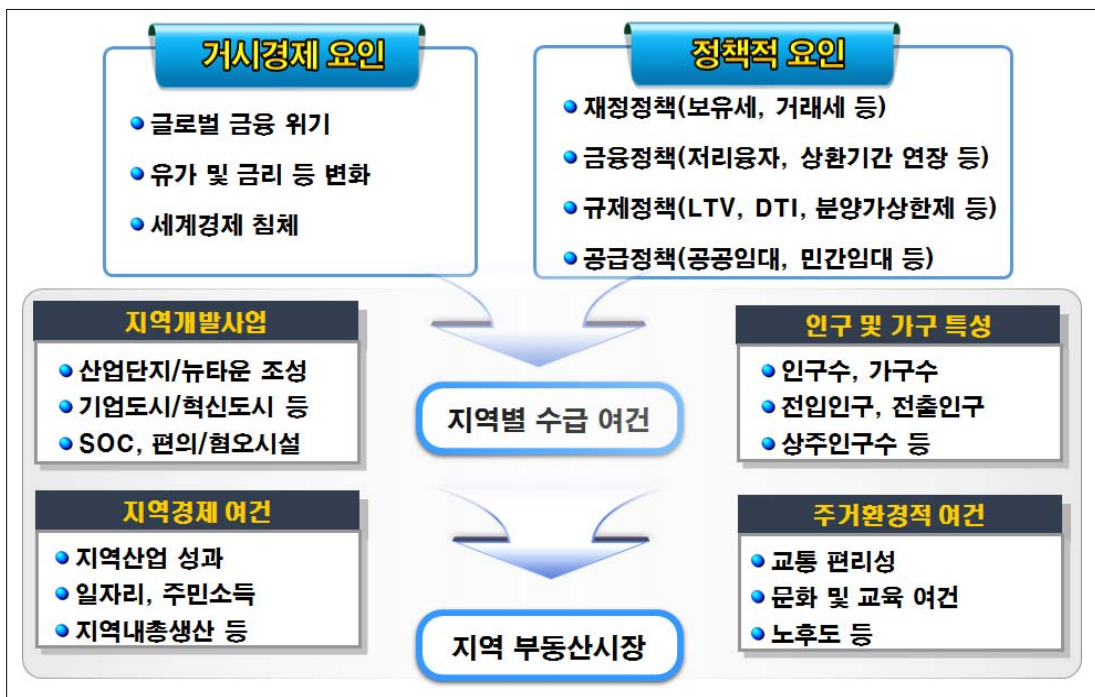 거시경제 요인
글로벌 금융 위기
유가 및 금리 등 변화
세계경제 침체
정책적 요인
재정정책(보유세, 거래세 등)
금융정책(저리융자, 상환기간 연장 등)
규제정책(LTV, DTI, 분양가상한제 등)
공급정책(공공임대, 민간임대 등)
지역개발사업
산업단지/뉴타운 조성
기업도시/혁신도시 등
SOC, 편의/혐오시설
지역별 수급 여건
인구 및 가구 특성
인구수, 가구수
전입인구, 전출인구
상주인구수 등
지역경제 여건
지역산업 성과
일자리, 주민소득
지역내총생산 등
지역 부동산시장
주거환경적 여건
교통 편리성
문화 및 교육 여건
노후도 등